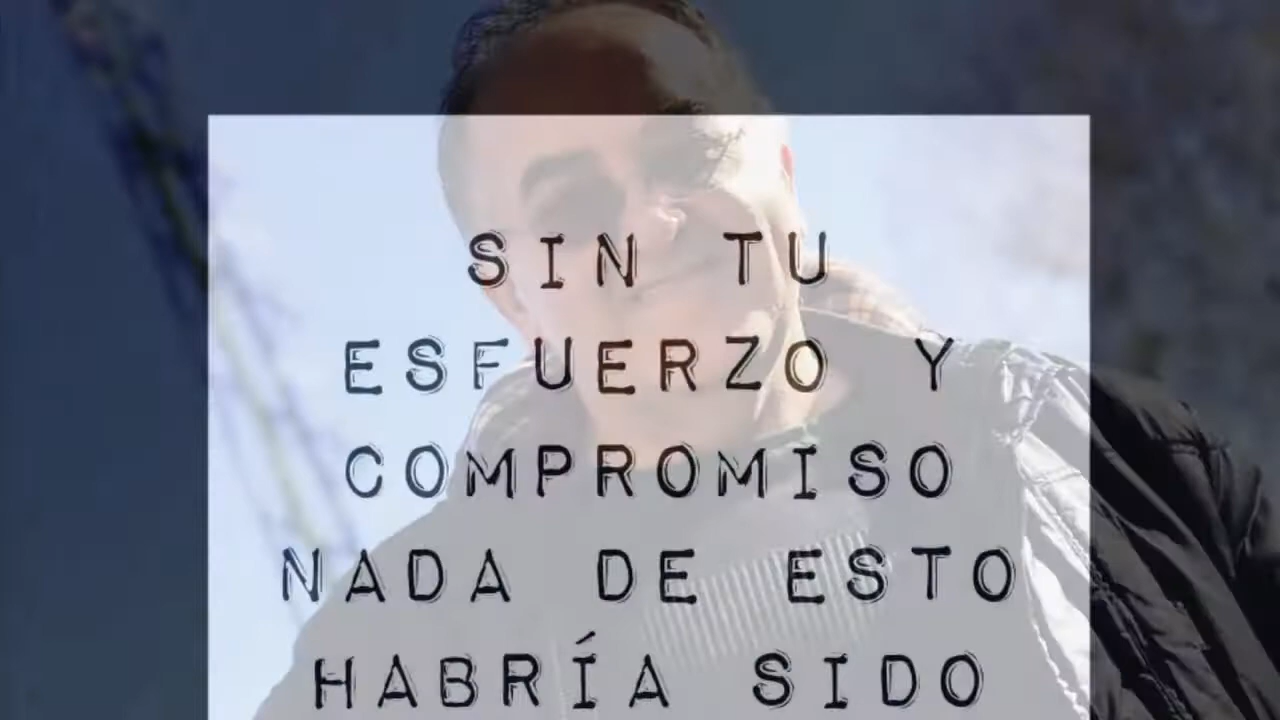 SIN TU
ESFUERZO Y
COMPROMISO
NADA DE ESTO
HABRÍA SIDO